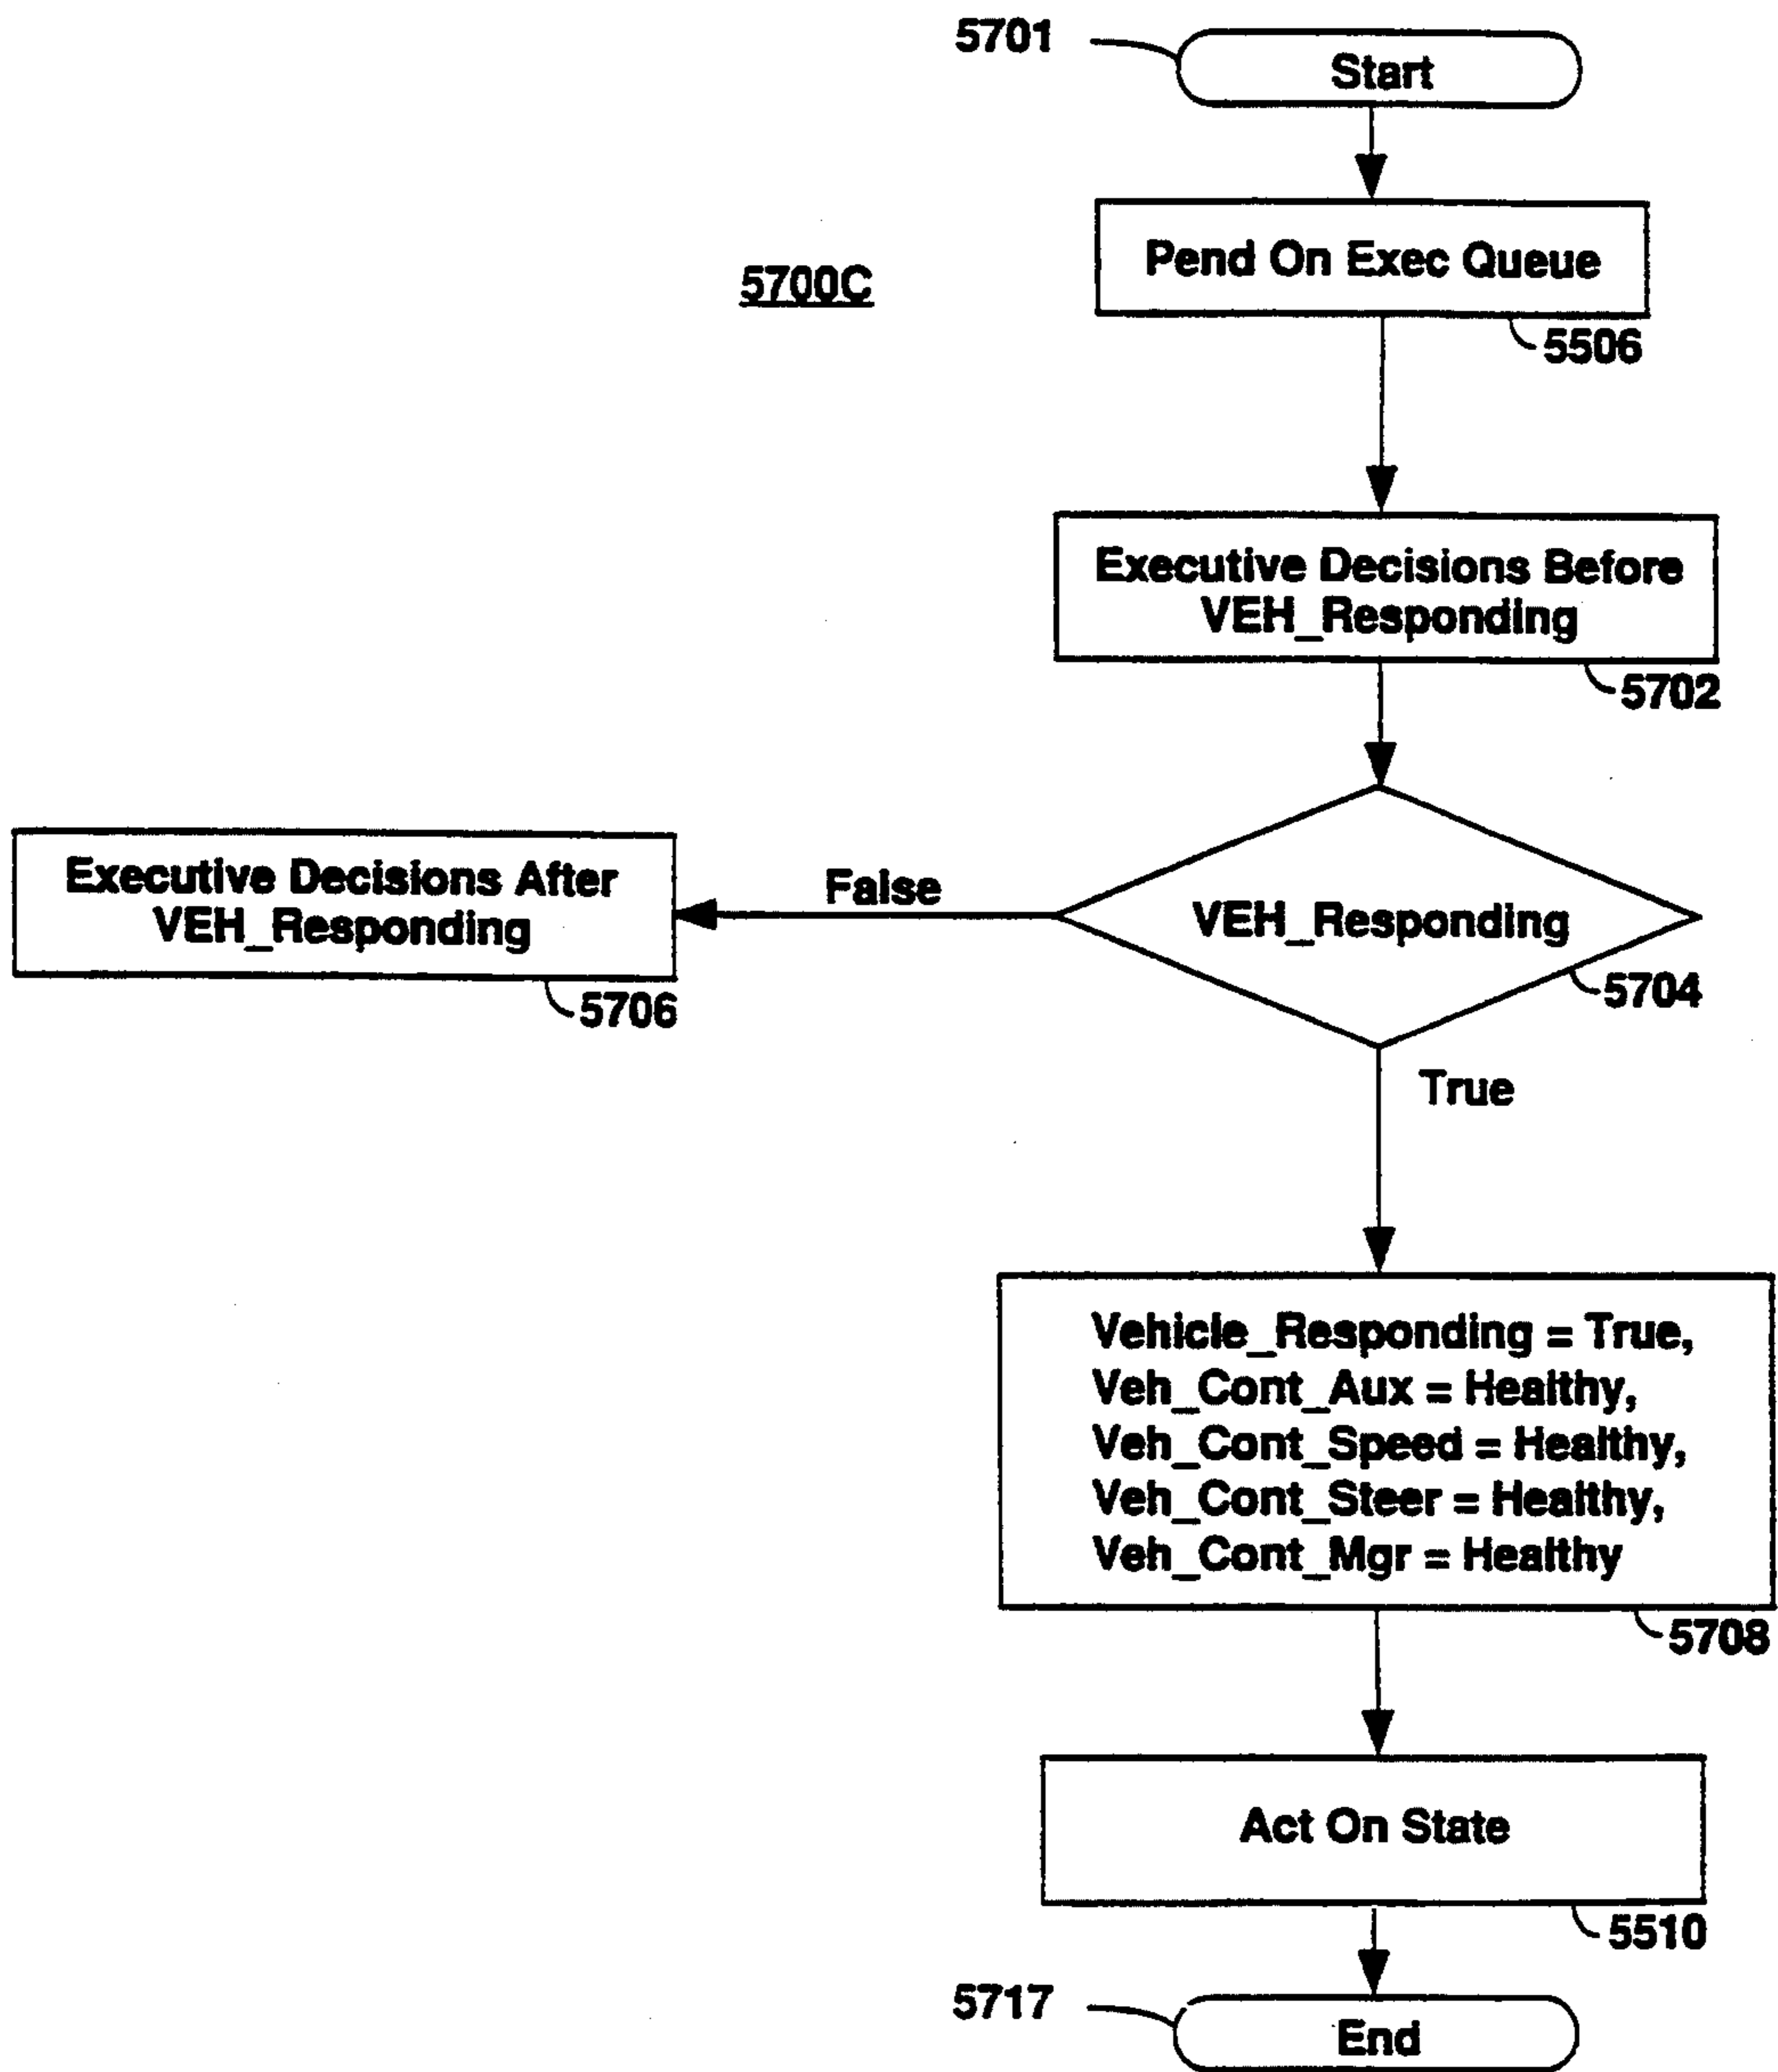 5701
Start
Pend On Exec Queue
5700C
5506
Executive Decisions Before
VEH_Responding
5702
Executive Decisions After
VEH_Responding
False
VEH_Responding
5704
5706
True
Vehicle_Responding = True,
Veh_Cont_Aux = Healthy,
Veh_Cont_Speed = Healthy,
Veh_Cont_Steer = Healthy,
Veh_Cont_Mgr = Healthy
5708
Act On State
5510
5717
End